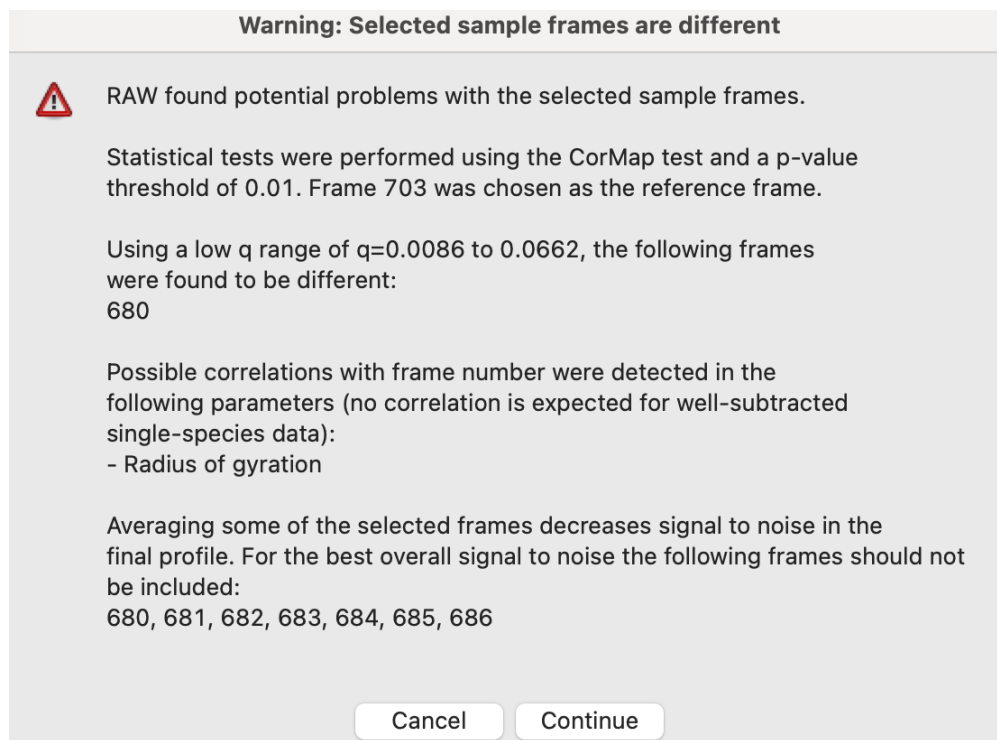 Warning: Selected sample frames are different
RAW found potential problems with the selected sample frames.
Statistical tests were performed using the CorMap test and a p-value
threshold of 0.01. Frame 703 was chosen as the reference frame.
Using a low q range of q=0.0086 to 0.0662, the following frames
were found to be different:
680
Possible correlations with frame number were detected in the
following parameters (no correlation is expected for well-subtracted
single-species data):
- Radius of gyration
Averaging some of the selected frames decreases signal to noise in the
final profile. For the best overall signal to noise the following frames should not
be included:
680, 681, 682, 683, 684, 685, 686
Cancel Continue